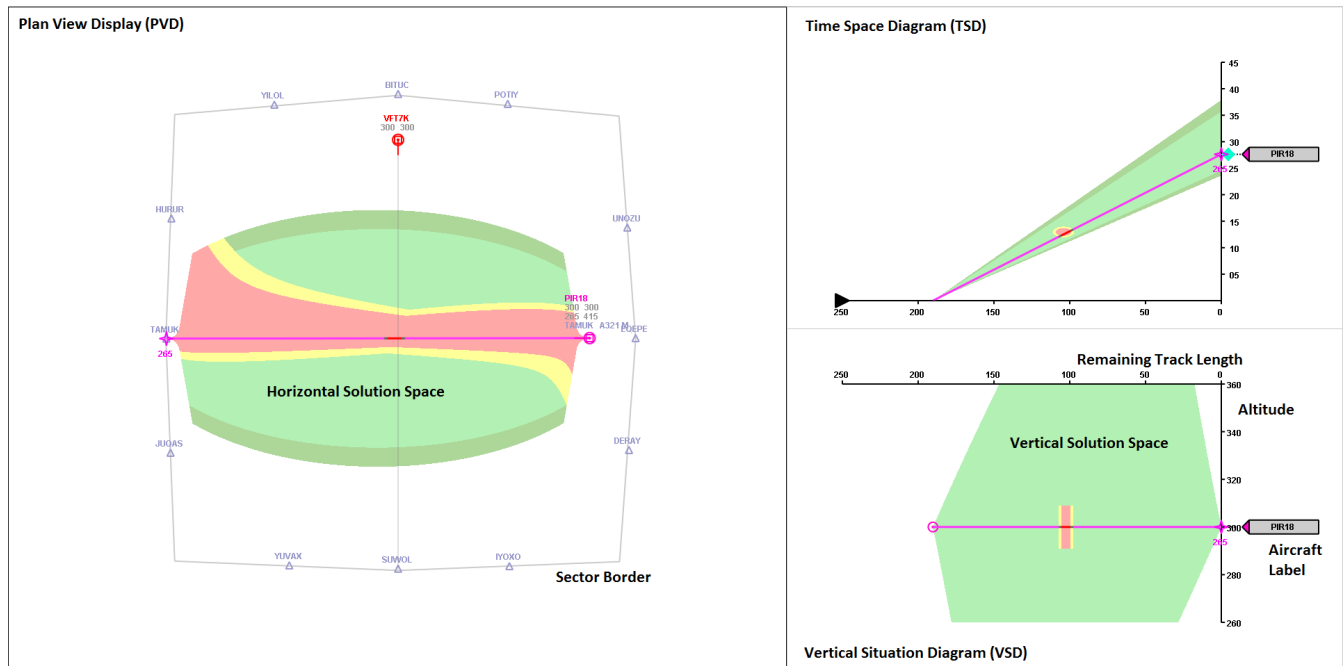 Plan View Display (PVD)
BITUC
YILOL
POTIY
VFT7K
300 300
HURUR
UNOZU
PIR18
300 300
265 415
TAMUK
TAMUK A321 M
EQEPE
265
Horizontal Solution Space
JUQAS
DERAY
YUVAX
SUWOL
IYOXO
Sector Border
Time Space Diagram (TSD)
45
40
35
30
PIR18
25
265
20
15
10
05
250 200 150 100 50 0
Remaining Track Length
250 200 150 100 50 0
360
Altitude
340
Vertical Solution Space
320
300
PIR18
265
Aircraft
Label
280
260
Vertical Situation Diagram (VSD)